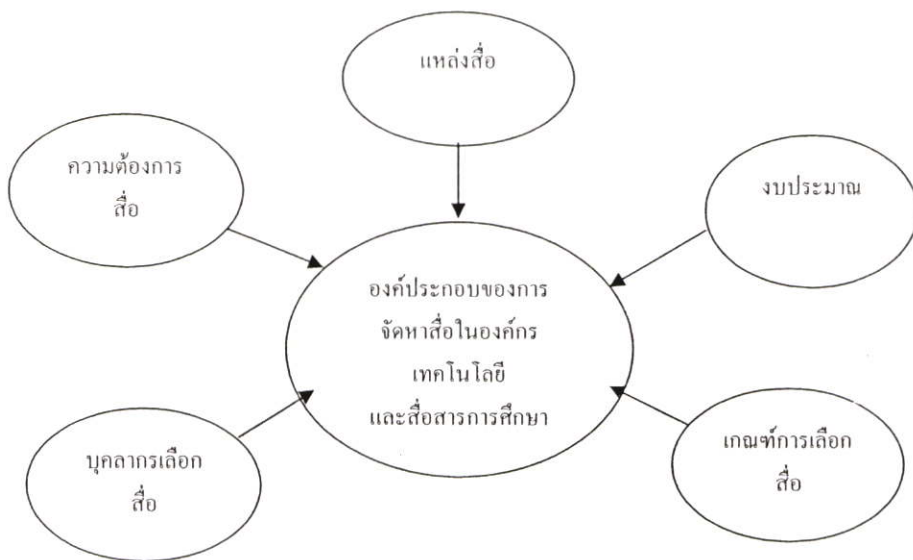 แหล่งสื่อ
ความต้องการ
สื่อ
งบประมาณ
องค์ประกอบของการ
จัดหาสื่อในองค์กร
เทคโนโลยี
และสื่อสารการศึกษา
บุคลากรเลือก
สื่อ
เกณฑ์การเลือก
สื่อ